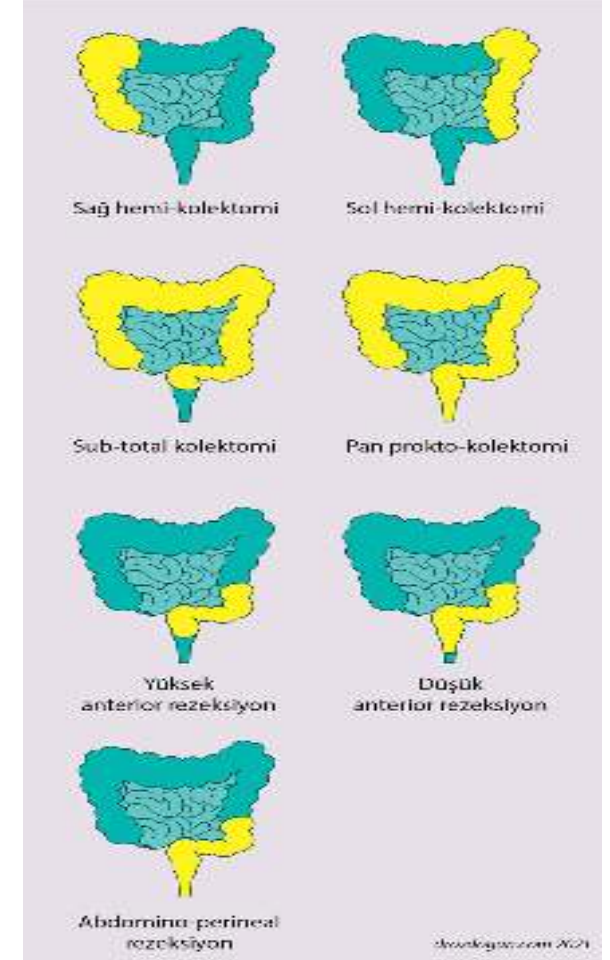 Sağ hemi-kolektomi
Sol hemi-kolektomi
Sub-total kolektomi
Pan prokto-kolektomi
Yüksek
anterior rezeksiyon
Düşük
anterior rezeksiyon
Abdomino-perineal
rezeksiyon
2021